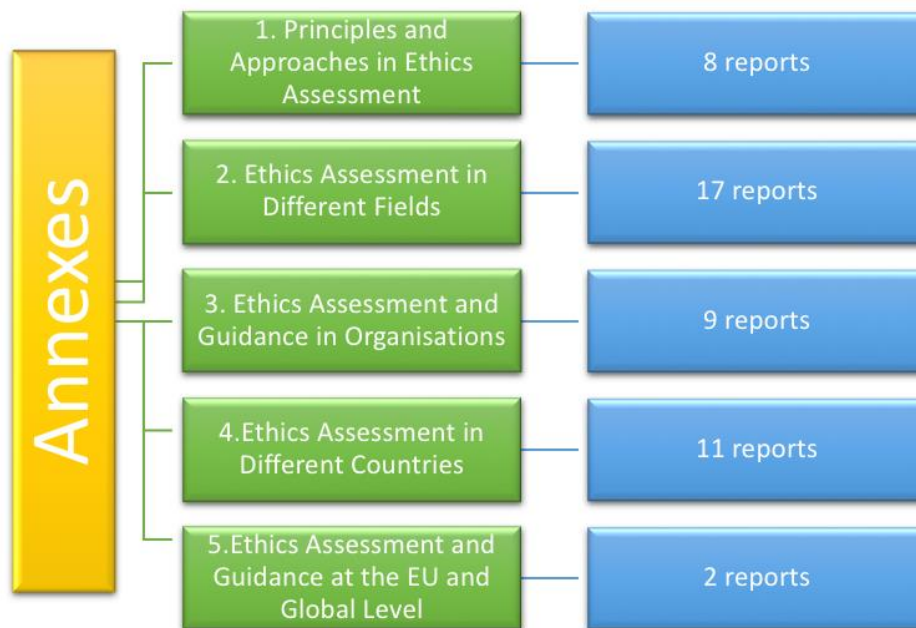 Annexes
1. Principles and
Approaches in Ethics
Assessment
8 reports
2. Ethics Assessment in
Different Fields
17 reports
3. Ethics Assessment and
Guidance in Organisations
9 reports
4.Ethics Assessment in
Different Countries
11 reports
5.Ethics Assessment and
Guidance at the EU and
Global Level
2 reports